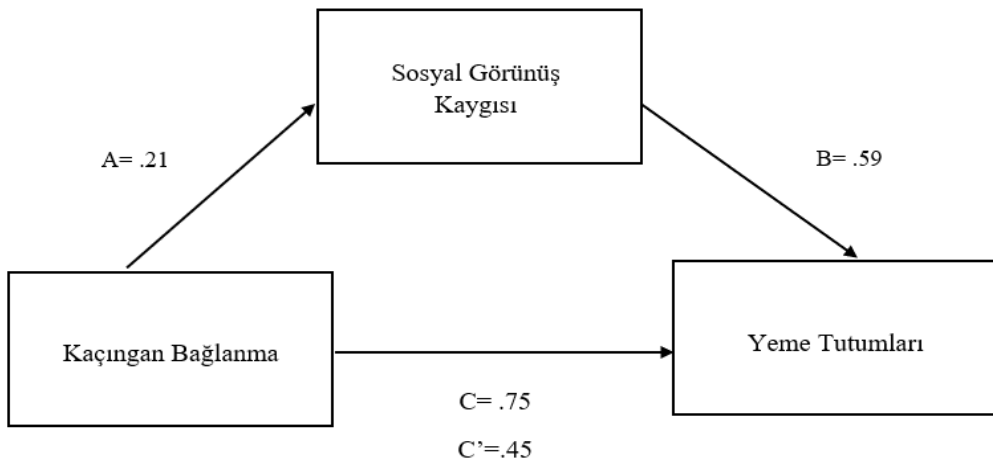 Sosyal Görünüş
Kaygısı
A= .21
B= .59
Kaçıngan Bağlanma
Yeme Tutumları
C= .75
C’=.45